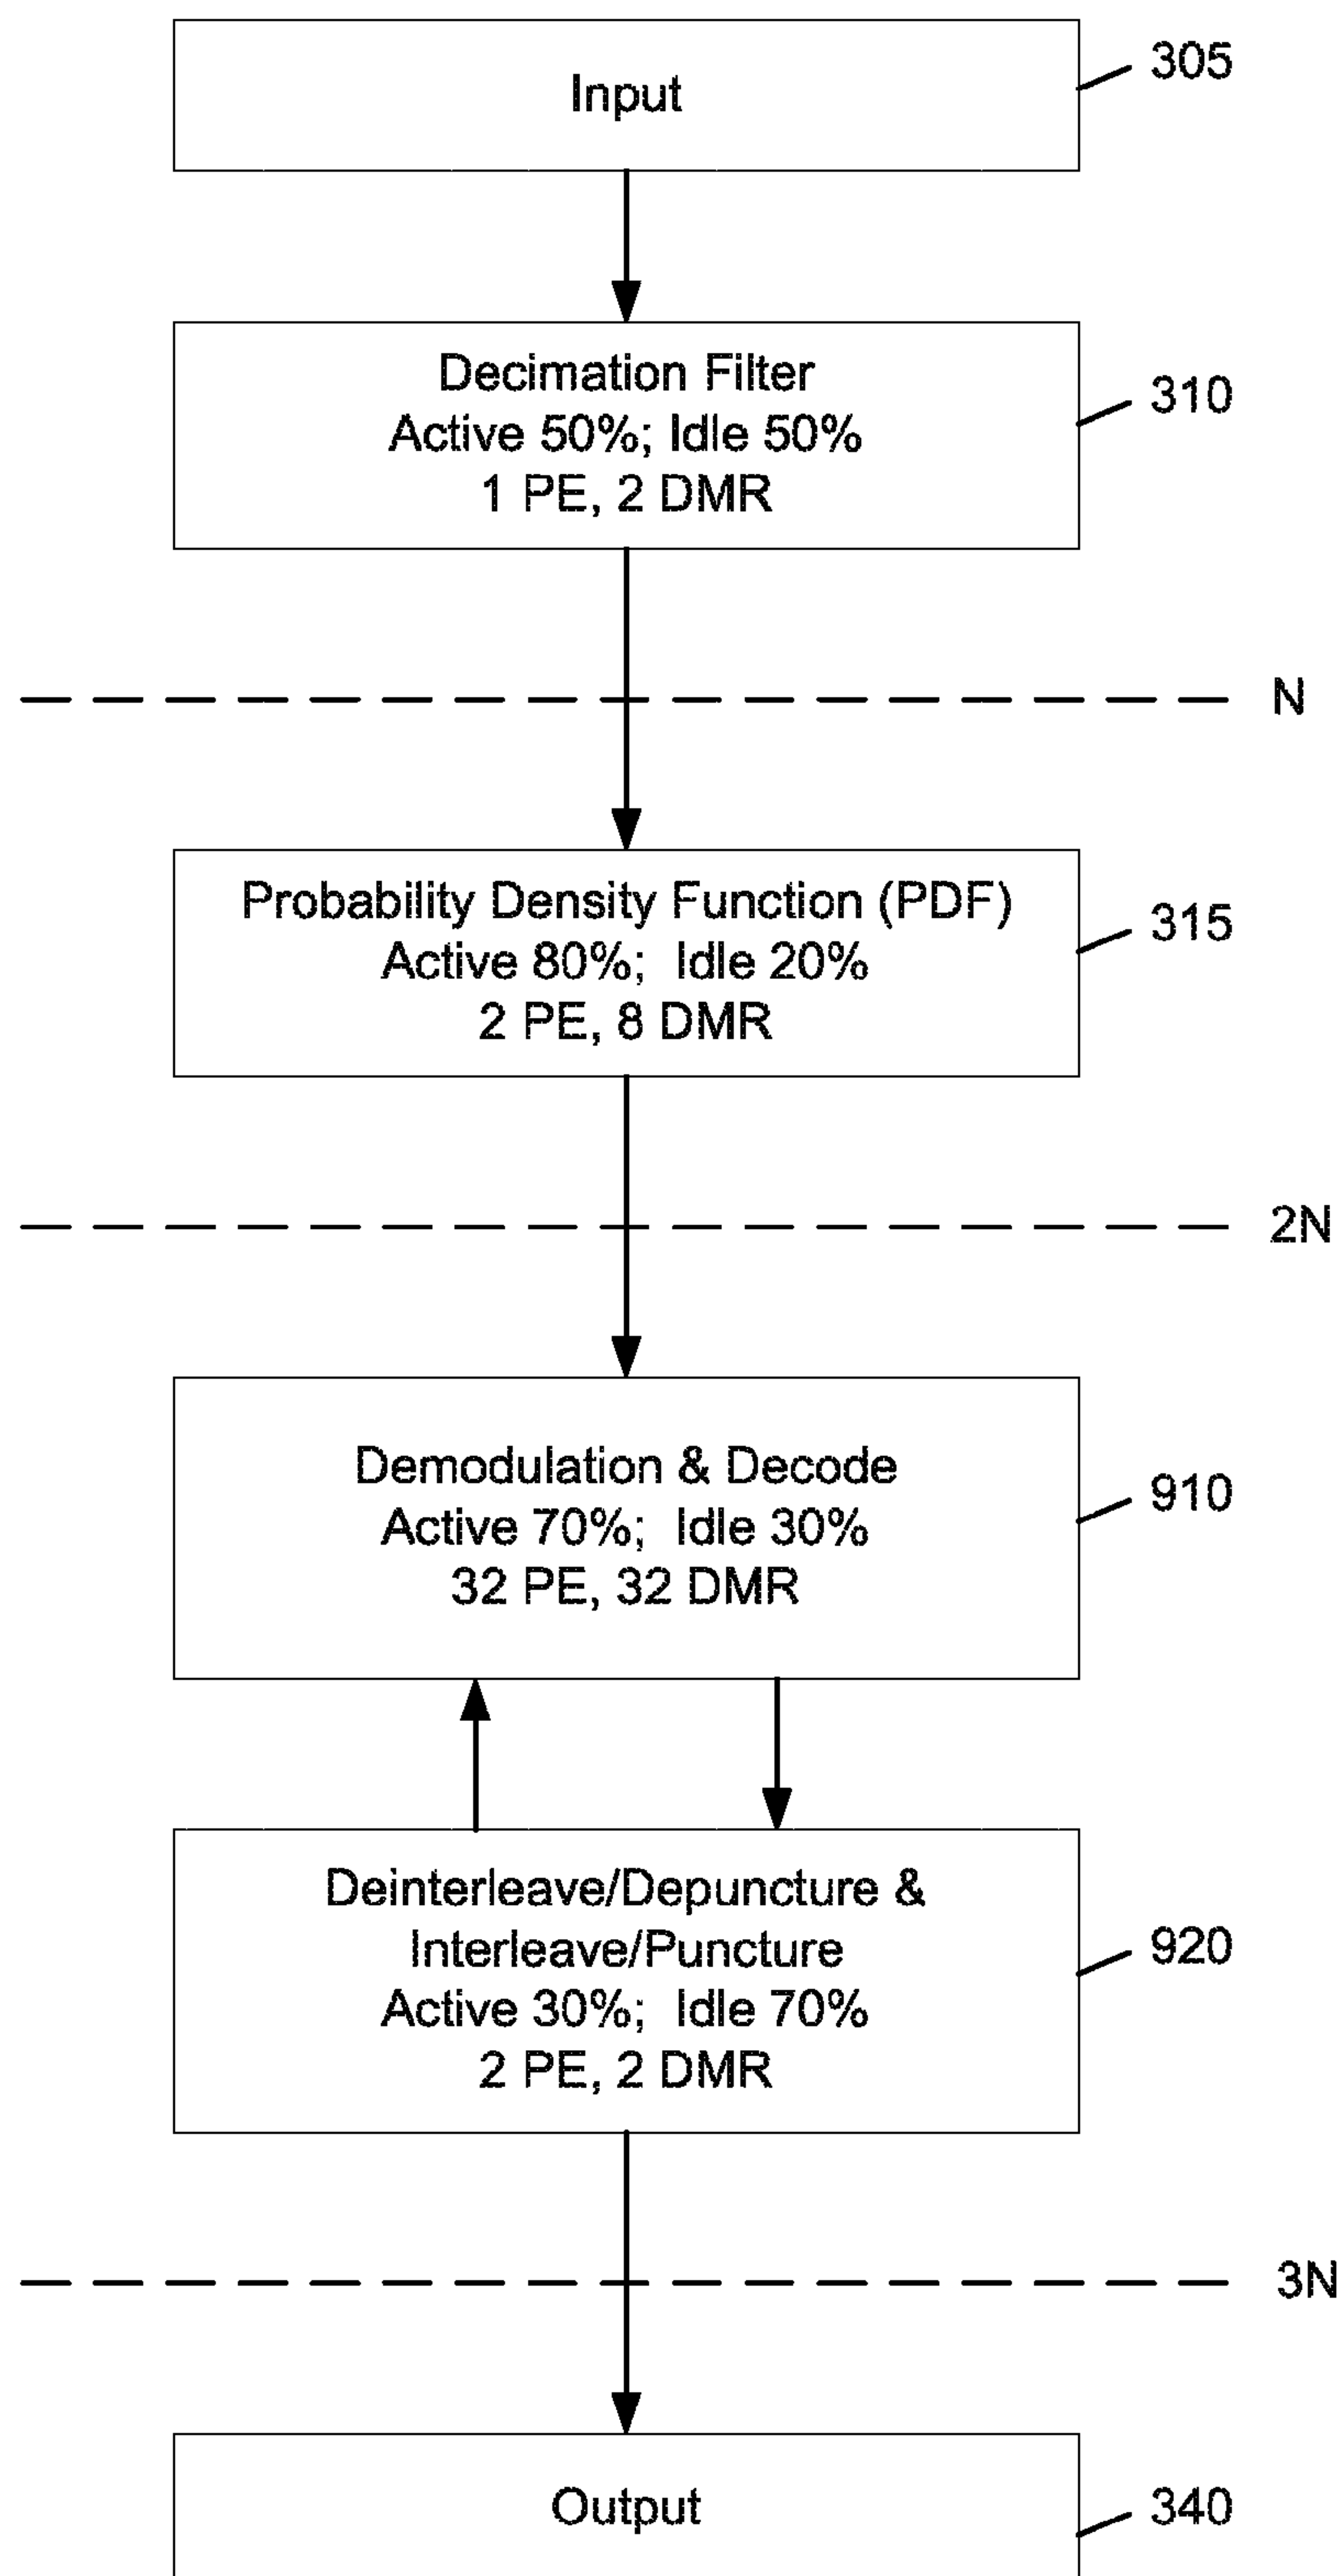 Input
305
Decimation Filter
Active 50%; Idle 50%
1 PE, 2 DMR
310
N
Probability Density Function (PDF)
Active 80%; Idle 20%
2 PE, 8 DMR
315
2N
Demodulation & Decode
Active 70%; Idle 30%
32 PE, 32 DMR
910
Deinterleave/Depuncture &
Interleave/Puncture
Active 30%; Idle 70%
2 PE, 2 DMR
920
3N
Output
340